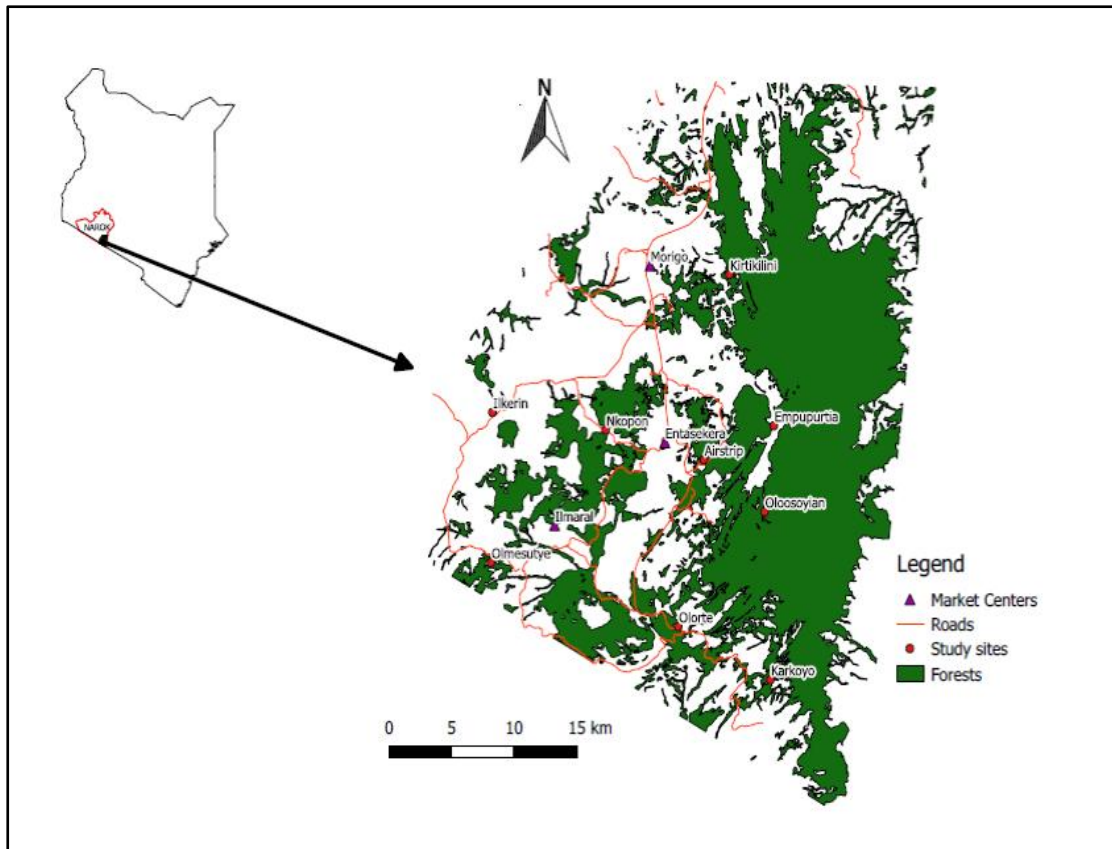 N
NAROK
Morigo
Kirtikilini
Ilkerin
Nkopon
Entasekera
Empupurtia
Airstrip
Oloosoyian
Ilmaral
Olmesutye
Olorte
Karkoyo
Legend
Market Centers
Roads
Study sites
Forests
0 5 10 15 km